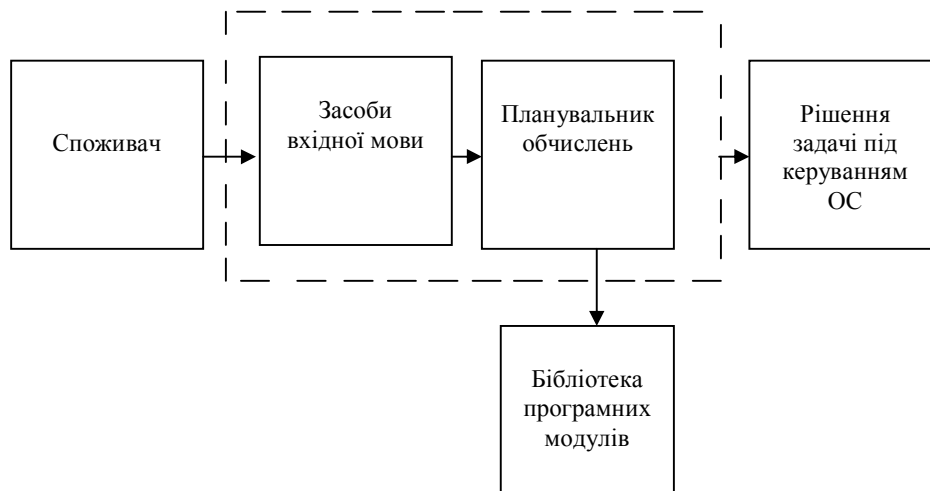 Споживач
Засоби
вхідної мови
Планувальник
обчислень
Рішення
задачі під
керуванням
ОС
Бібліотека
програмних
модулів